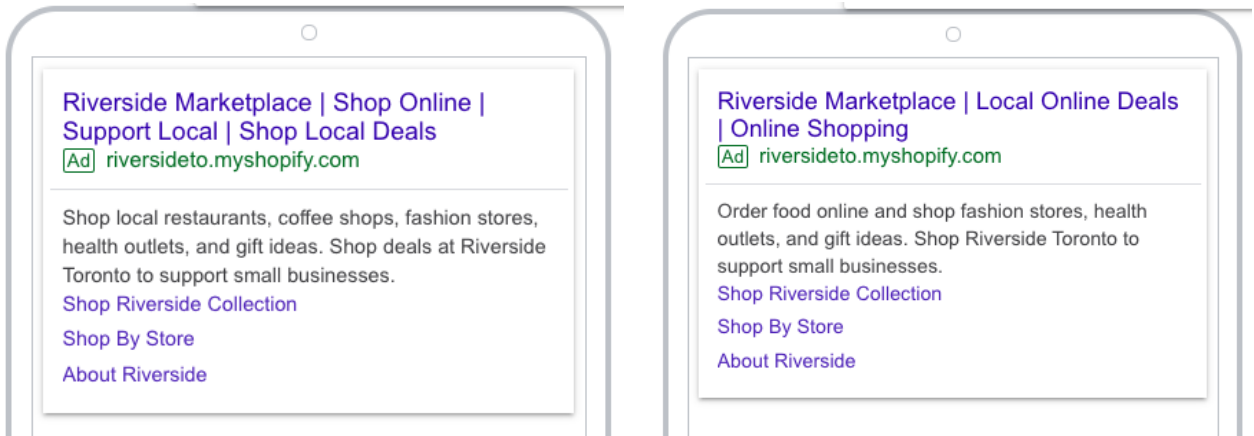 Riverside Marketplace | Shop Online |
Support Local | Shop Local Deals
Ad riversideto.myshopify.com
Shop local restaurants, coffee shops, fashion stores,
health outlets, and gift ideas. Shop deals at Riverside
Toronto to support small businesses.
Shop Riverside Collection
Shop By Store
About Riverside
Riverside Marketplace | Local Online Deals
| Online Shopping
Ad riversideto.myshopify.com
Order food online and shop fashion stores, health
outlets, and gift ideas. Shop Riverside Toronto to
support small businesses.
Shop Riverside Collection
Shop By Store
About Riverside